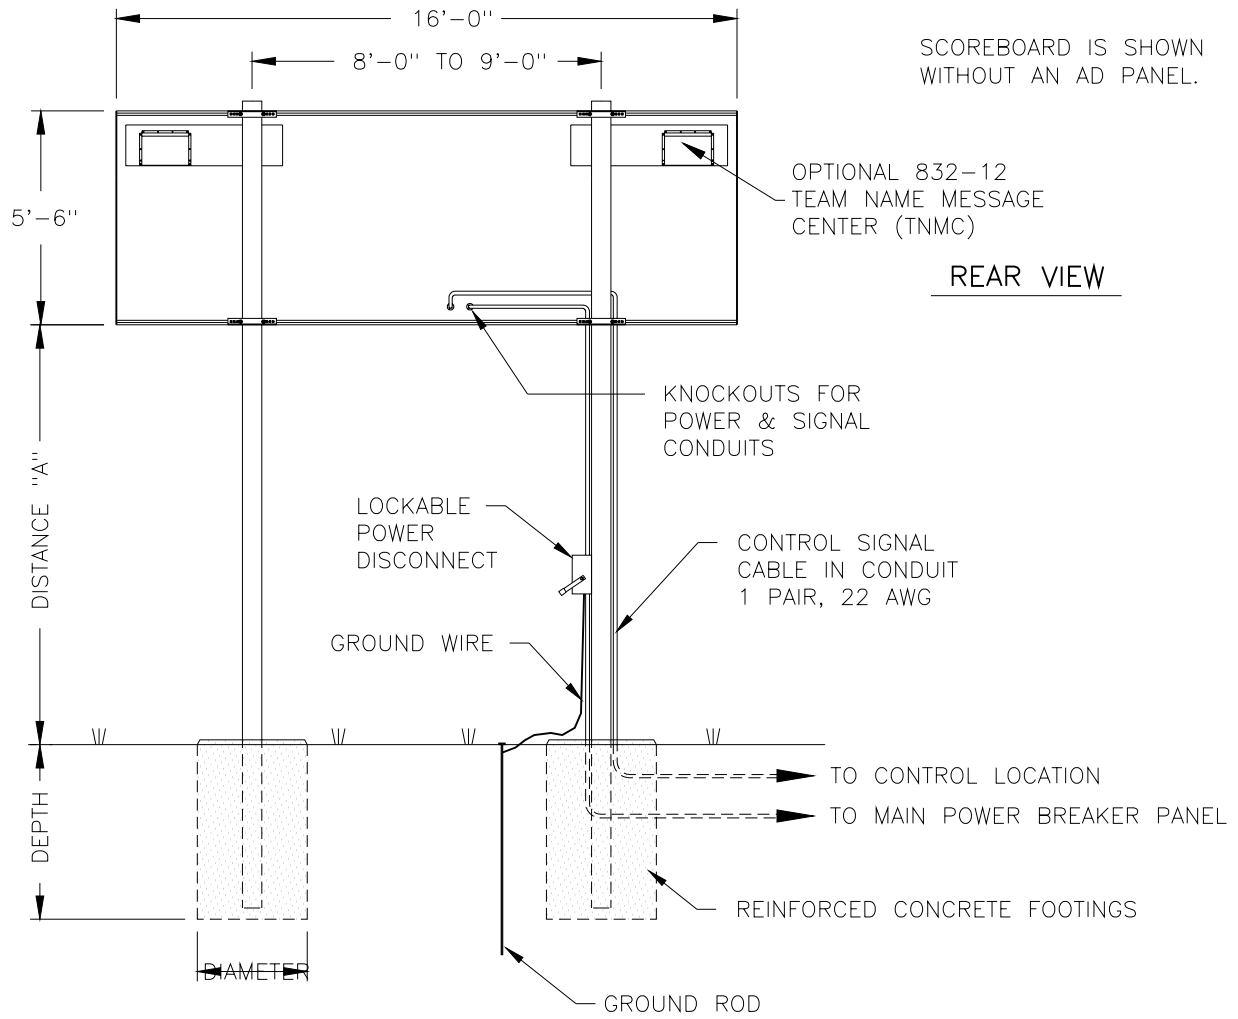 16'-0"
8'-0" TO 9'-0"
SCOREBOARD IS SHOWN
WITHOUT AN AD PANEL.
5'-6"
OPTIONAL 832-12
TEAM NAME MESSAGE
CENTER (TNMC)
REAR VIEW
KNOCKOUTS FOR
POWER & SIGNAL
CONDUITS
DISTANCE "A"
LOCKABLE
POWER
DISCONNECT
CONTROL SIGNAL
CABLE IN CONDUIT
1 PAIR, 22 AWG
GROUND WIRE
TO CONTROL LOCATION
TO MAIN POWER BREAKER PANEL
DEPTH
REINFORCED CONCRETE FOOTINGS
DIAMETER
GROUND ROD